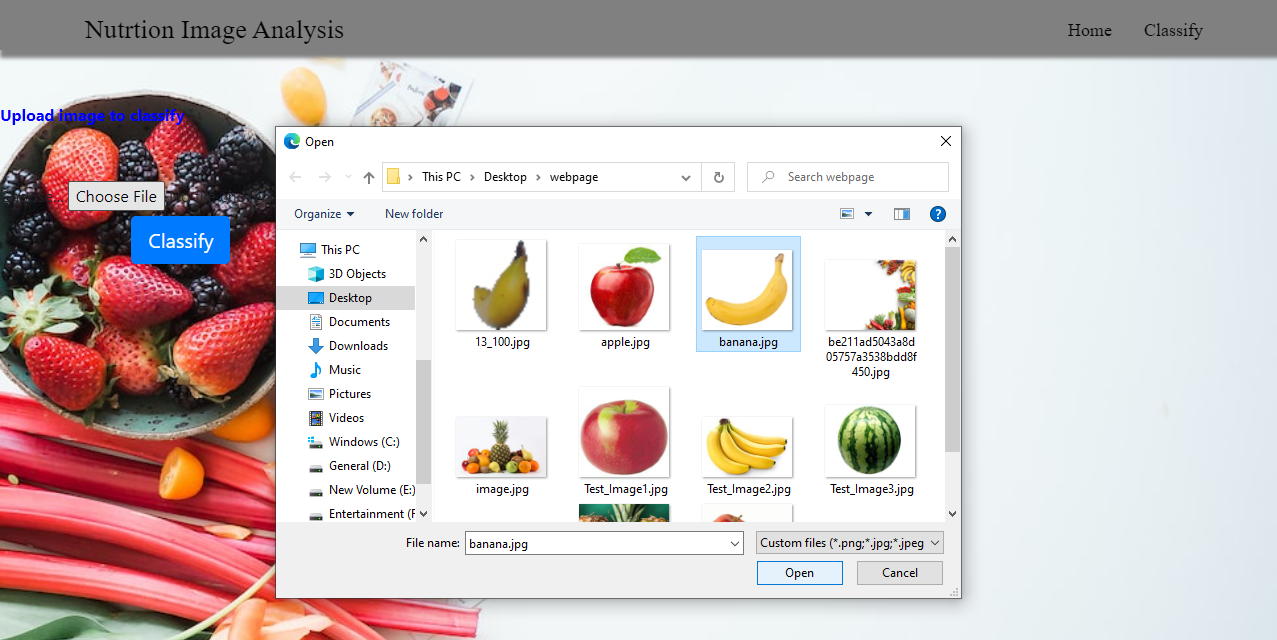 Nutrtion Image Analysis
Home Classify
Upload image to classify
Choose File
Classify
Open
This PC Desktop webpage
Search webpage
Organize New folder
This PC
3D Objects
Desktop
Documents
Downloads
Music
Pictures
Videos
Windows (C:)
General (D:)
New Volume (E:)
Entertainment (F
13_100.jpg
apple.jpg
banana.jpg
be211ad5043a8d
05757a3538bdd8f
450.jpg
image.jpg
Test_Image1.jpg
Test_Image2.jpg
Test_Image3.jpg
File name: banana.jpg
Custom files (*.png;*.jpg;*.jpeg
Open Cancel